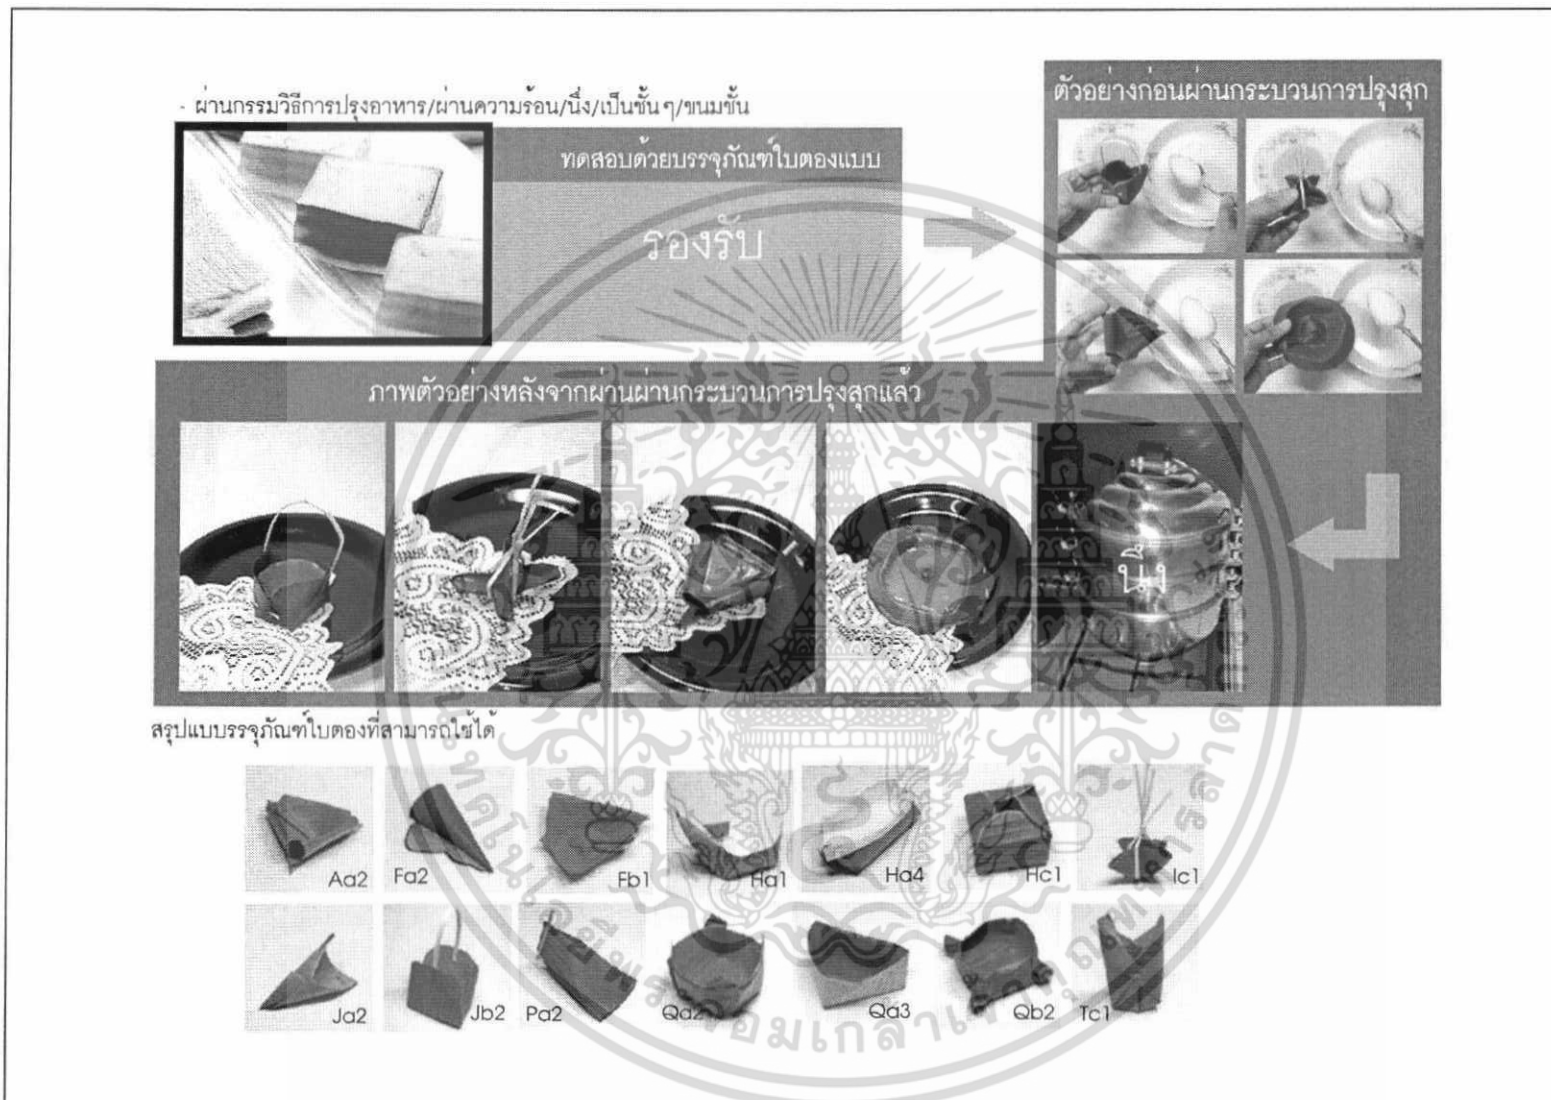 - ผ่านกรรมวิธีการปรุงอาหาร/ผ่านความร้อน/นึ่ง/เป็นชั้นๆ/ขนมชั้น
ทดสอบด้วยบรรจุภัณฑ์ใบตองแบบ
รองรับ
ตัวอย่างก่อนผ่านกระบวนการปรุงสุก
ภาพตัวอย่างหลังจากผ่านผ่านกระบวนการปรุงสุกแล้ว
นึ่ง
สรุปแบบบรรจุภัณฑ์ใบตองที่สามารถใช้ได้
Aa2 Fa2 Fb1 Ha1 Ha4 Hc1 Ic1
Ja2 Jb2 Pa2 Qa2 Qa3 Qb2 Tc1